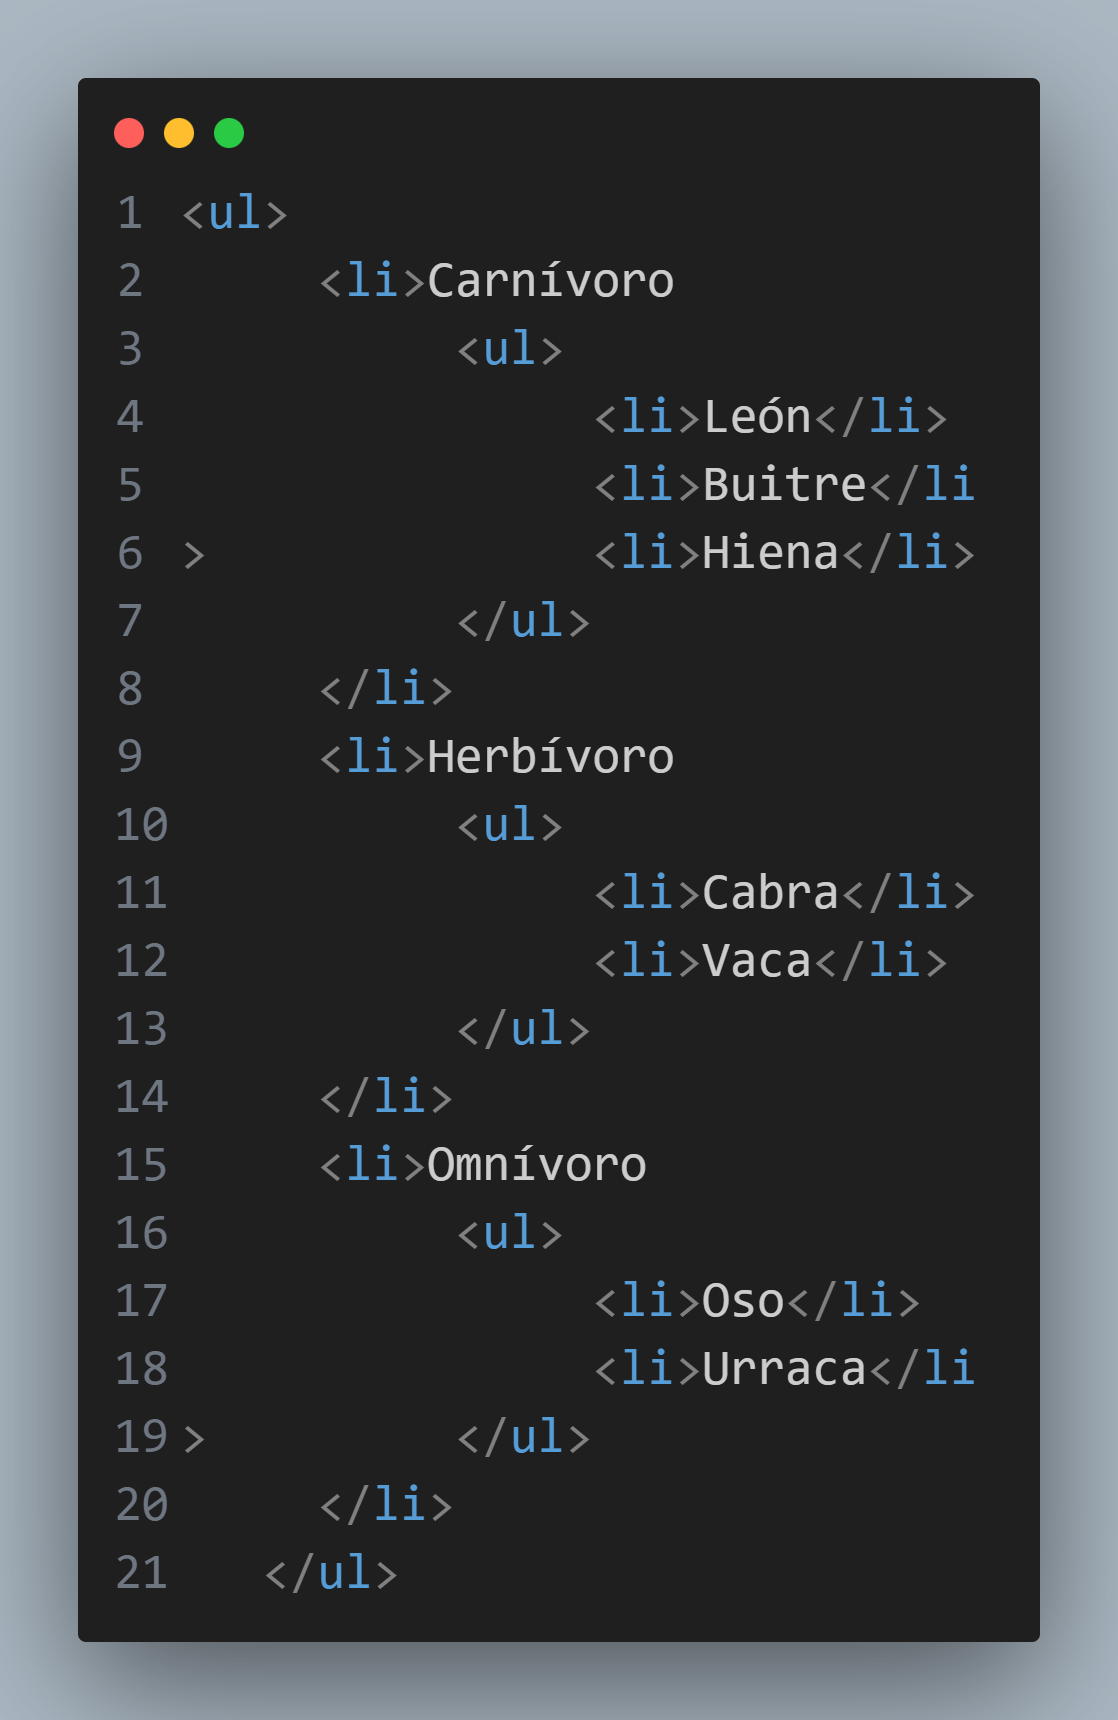 1 <ul>
2 <li>Carnívoro
3 <ul>
4 <li>León</li>
5 <li>Buitre</li
6 > <li>Hiena</li>
7 </ul>
8 </li>
9 <li>Herbívoro
10 <ul>
11 <li>Cabra</li>
12 <li>Vaca</li>
13 </ul>
14 </li>
15 <li>Omnívoro
16 <ul>
17 <li>Oso</li>
18 <li>Urraca</li
19 > </ul>
20 </li>
21 </ul>